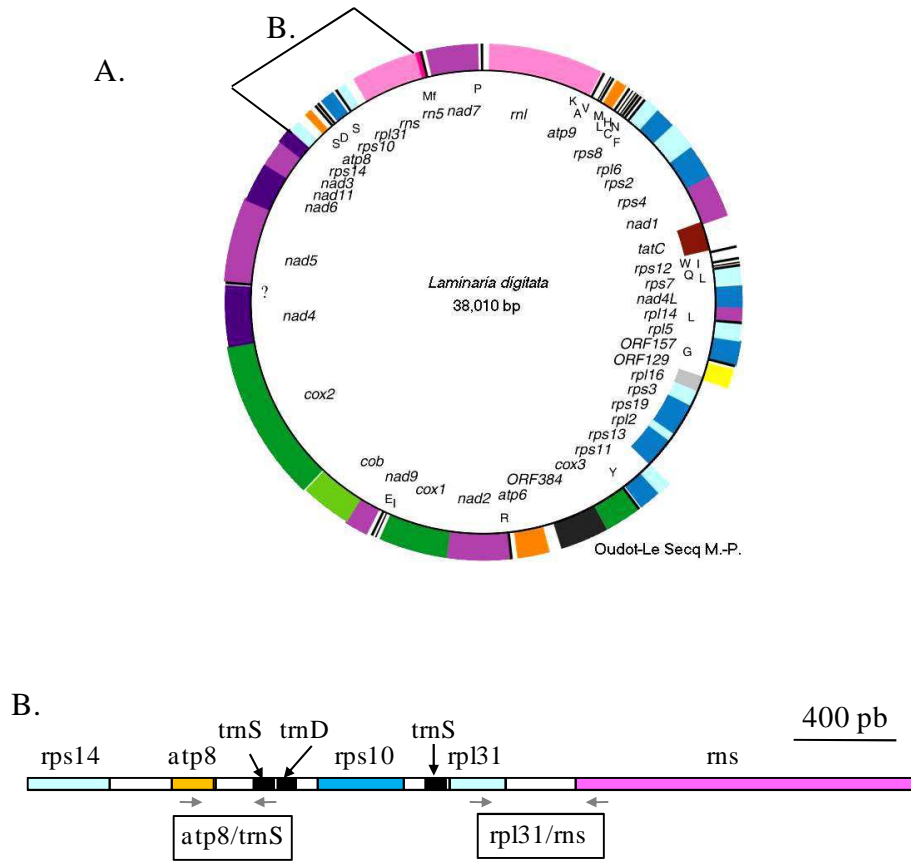 B.
A.
Mf
P
rn5
nad7
rnl
K
A
V
M
L
H
C
N
F
S
D
S
rns
rpl31
rps10
atp8
rps14
nad3
nad11
nad6
nad5
?
nad4
cox2
cob
nad9
E
I
cox1
nad2
R
atp6
ORF384
cox3
Y
rps11
rps13
rpl2
rps19
rps3
rpl16
ORF129
G
ORF157
rpl5
L
rpl14
nad4L
rps7
rps12
W
I
Q
L
tatC
nad1
rps4
rps2
rpl6
rps8
atp9
Laminaria digitata
38,010 bp
Oudot-Le Secq M.-P.
B.
400 pb
trnS trnD trnS
rps14 atp8 rps10 rpl31 rns
atp8/trnS rpl31/rns